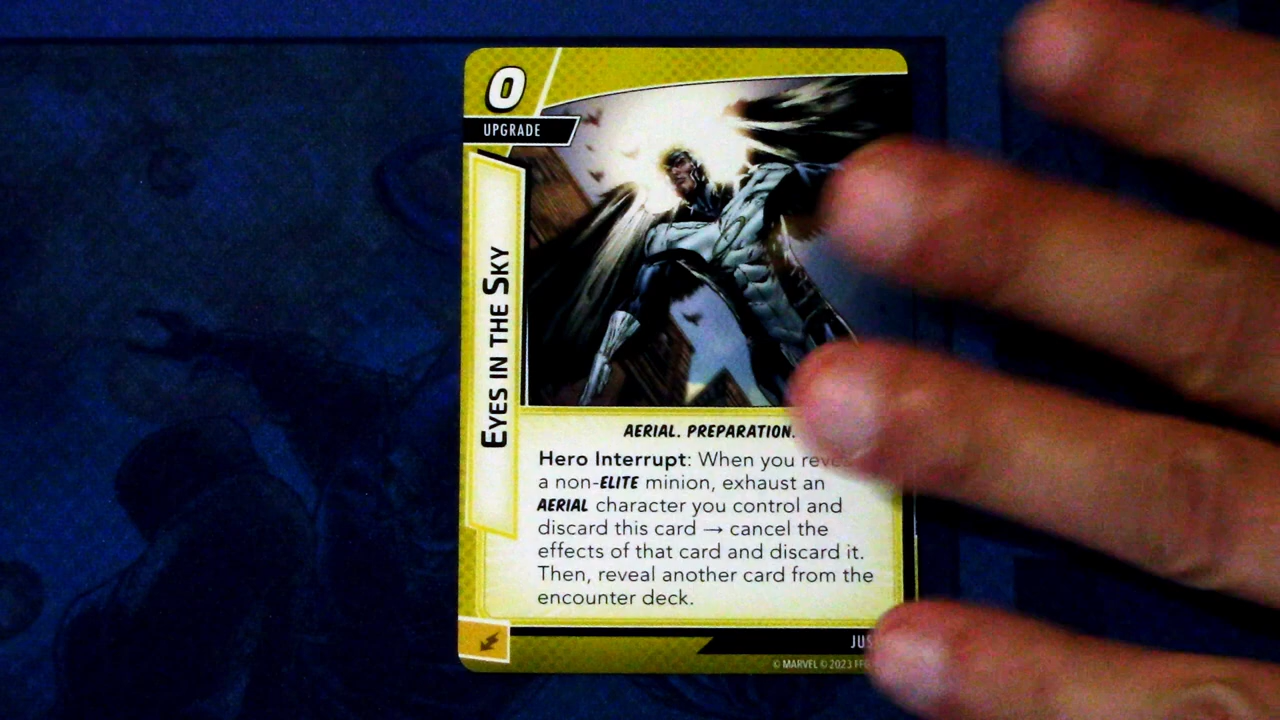 0
UPGRADE
EYES IN THE SKY
AERIAL. PREPARATION.
Hero Interrupt: When you
a non-ELITE minion, exhaust an
AERIAL character you control and
discard this card → cancel the
effects of that card and discard it.
Then, reveal another card from the
encounter deck.
© MARVEL © 2023